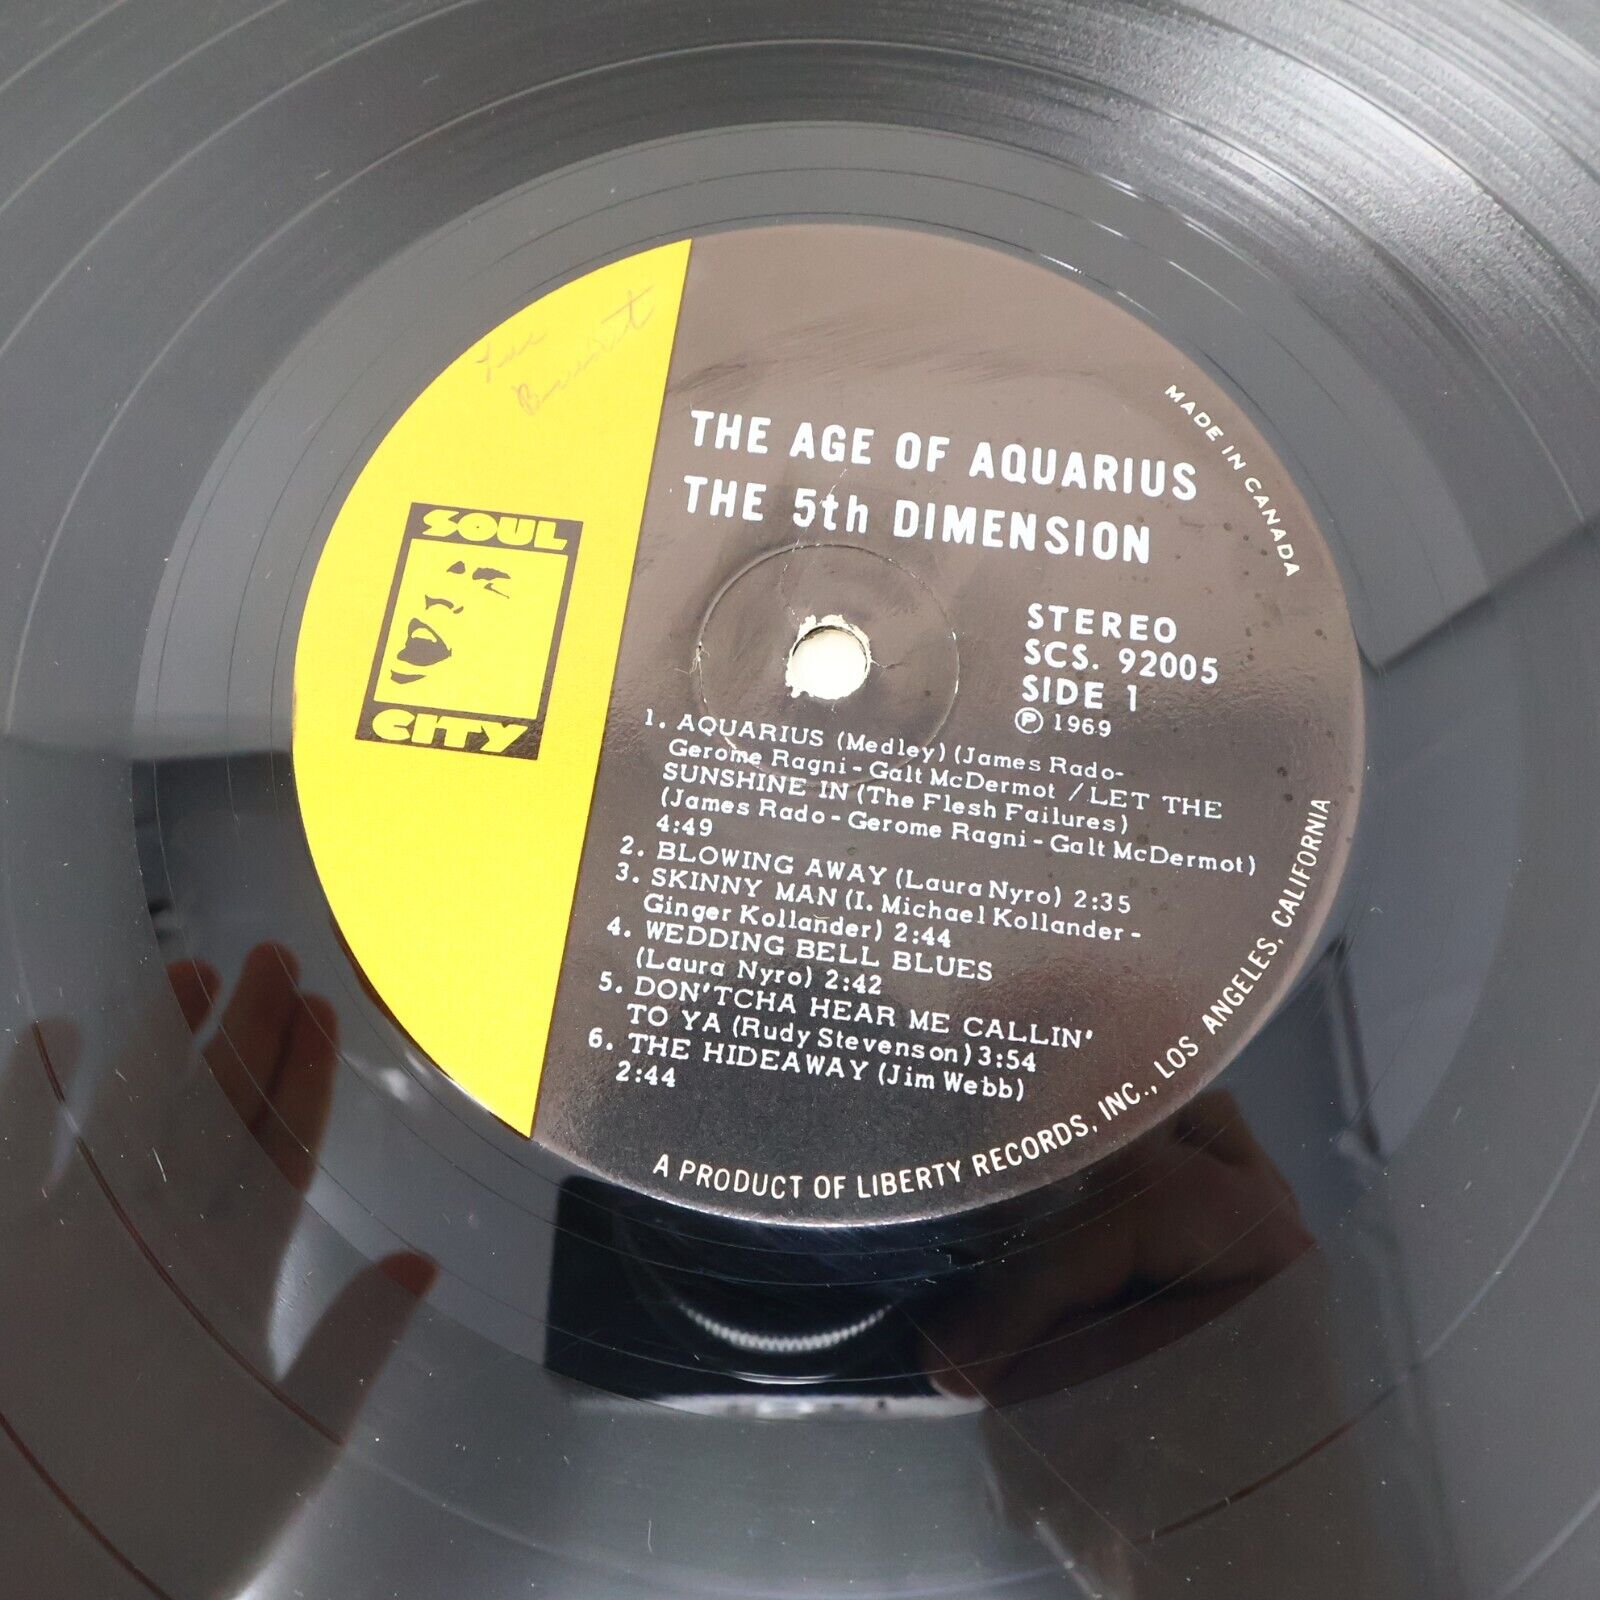 SOUL
CITY
THE AGE OF AQUARIUS
THE 5th DIMENSION
MADE IN CANADA
STEREO
SCS. 92005
SIDE 1
Ⓟ 1969
1. AQUARIUS (Medley) (James Rado-
Gerome Ragni - Galt McDermot / LET THE
SUNSHINE IN (The Flesh Failures)
(James Rado - Gerome Ragni - Galt McDermot)
4:49
2. BLOWING AWAY (Laura Nyro) 2:35
3. SKINNY MAN (I. Michael Kollander -
Ginger Kollander) 2:44
4. WEDDING BELL BLUES
(Laura Nyro) 2:42
5. DON'TCHA HEAR ME CALLIN'
TO YA (Rudy Stevenson) 3:54
6. THE HIDEAWAY (Jim Webb)
2:44
A PRODUCT OF LIBERTY RECORDS, INC., LOS ANGELES, CALIFORNIA